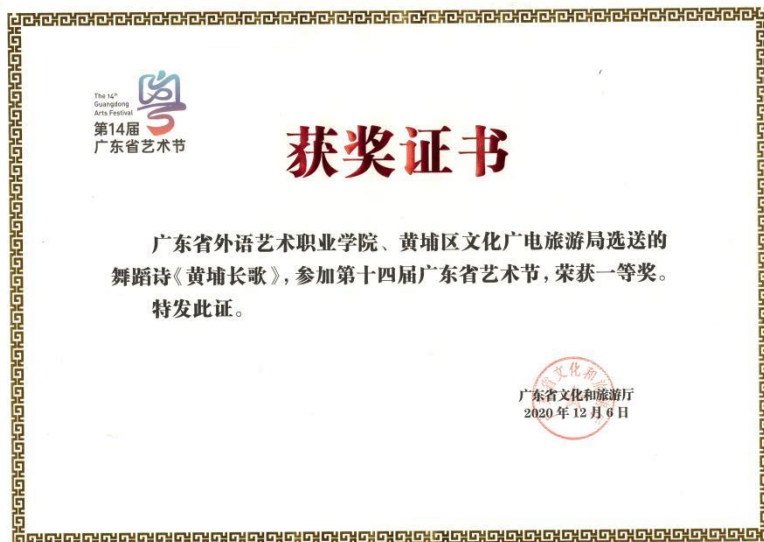 The 14th
Guangdong
Arts Festival
第14届
广东省艺术节
获奖证书
广东省外语艺术职业学院、黄埔区文化广电旅游局选送的
舞蹈诗《黄埔长歌》,参加第十四届广东省艺术节,荣获一等奖。
特发此证。
广东省文化和旅游厅
2020年12月6日